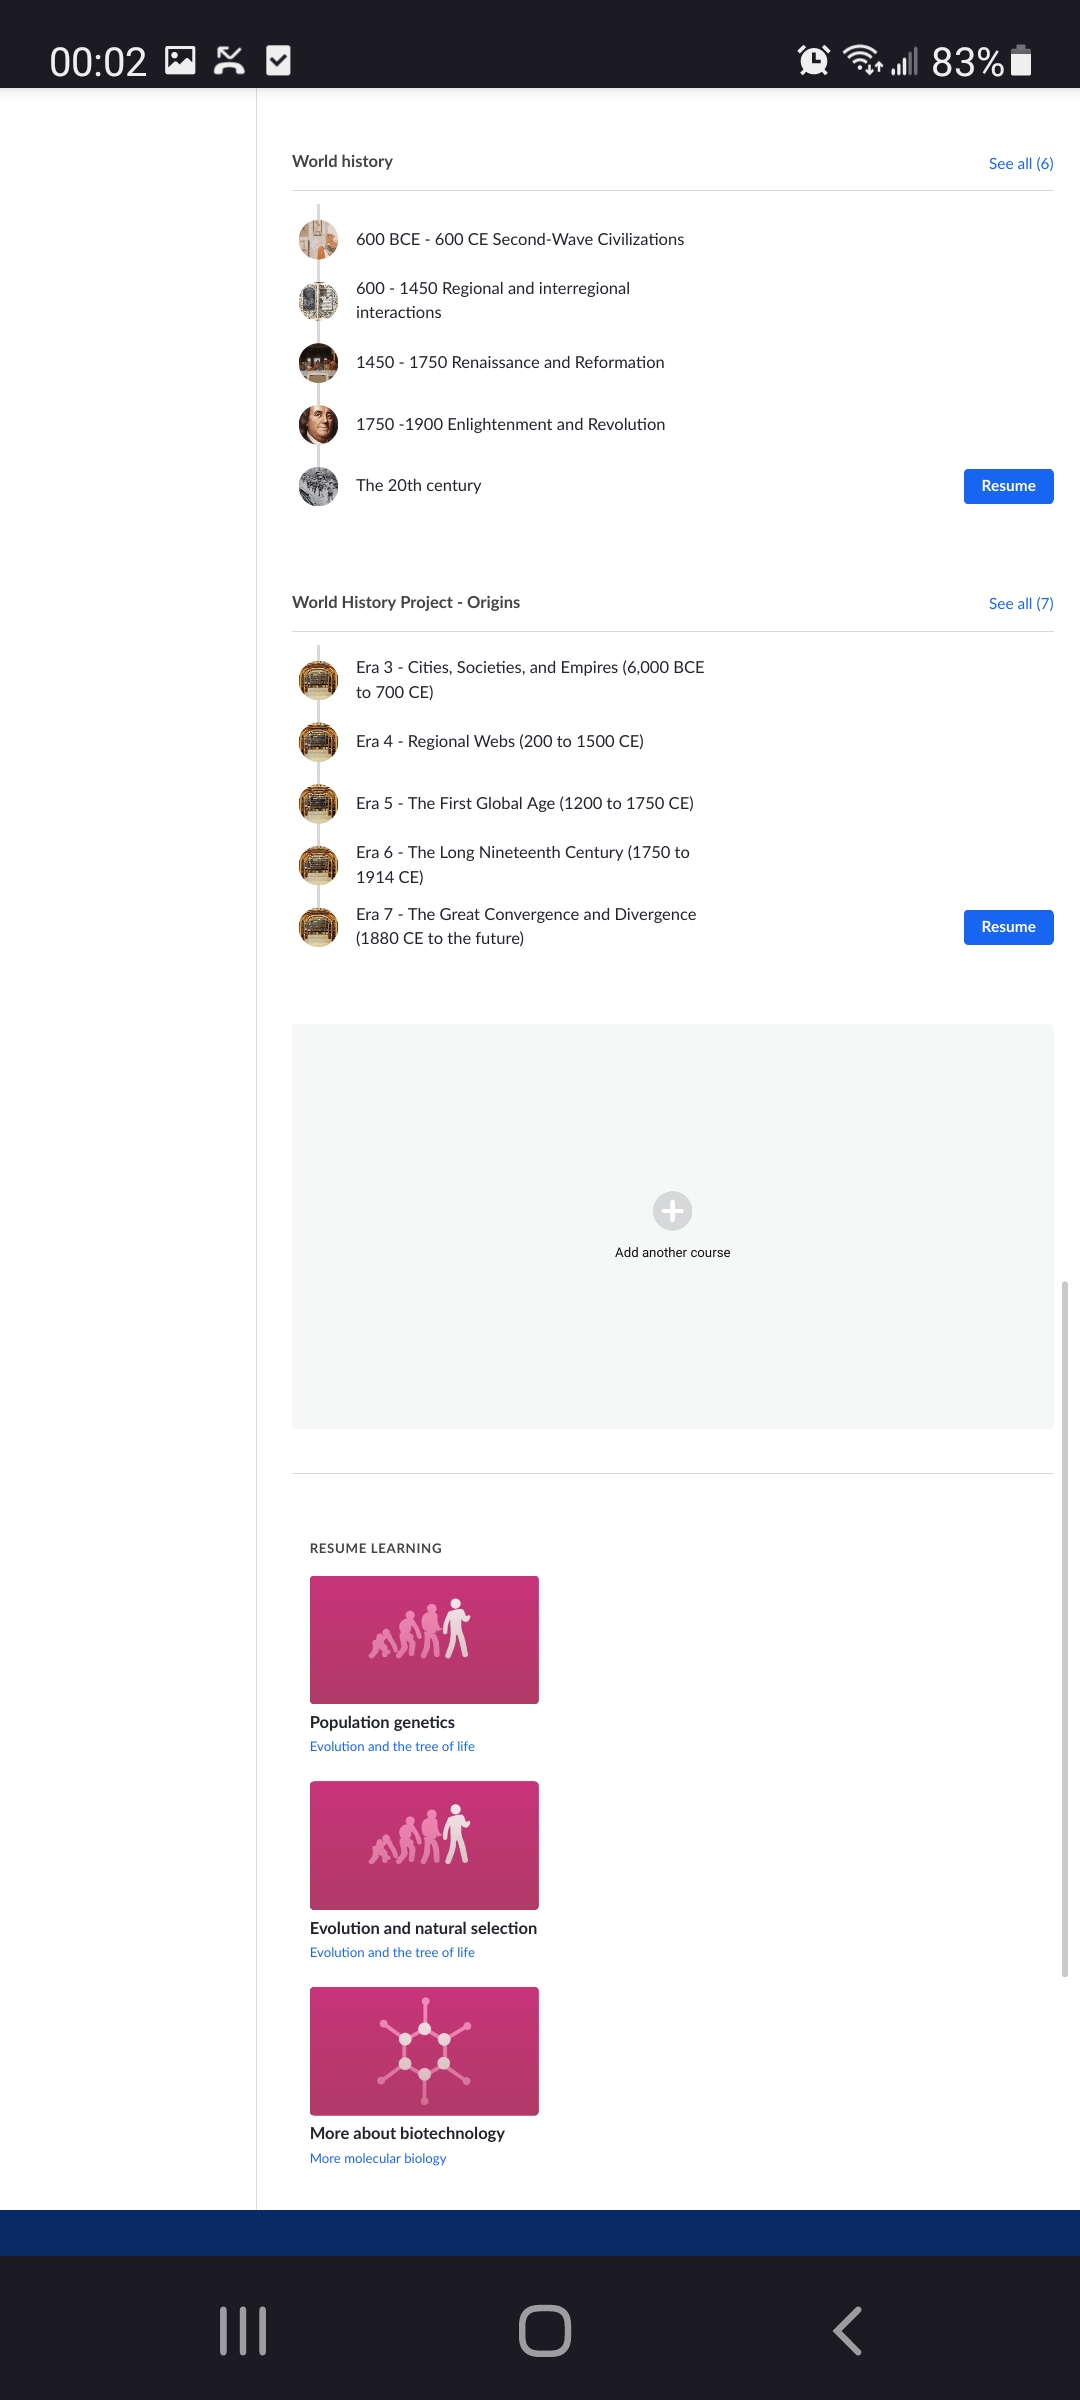 00:02
83%
World history
See all (6)
600 BCE - 600 CE Second-Wave Civilizations
600 - 1450 Regional and interregional
interactions
1450 - 1750 Renaissance and Reformation
1750 -1900 Enlightenment and Revolution
The 20th century
Resume
World History Project - Origins
See all (7)
Era 3 - Cities, Societies, and Empires (6,000 BCE
to 700 CE)
Era 4 - Regional Webs (200 to 1500 CE)
Era 5 - The First Global Age (1200 to 1750 CE)
Era 6 - The Long Nineteenth Century (1750 to
1914 CE)
Era 7 - The Great Convergence and Divergence
(1880 CE to the future)
Resume
Add another course
RESUME LEARNING
Population genetics
Evolution and the tree of life
Evolution and natural selection
Evolution and the tree of life
More about biotechnology
More molecular biology